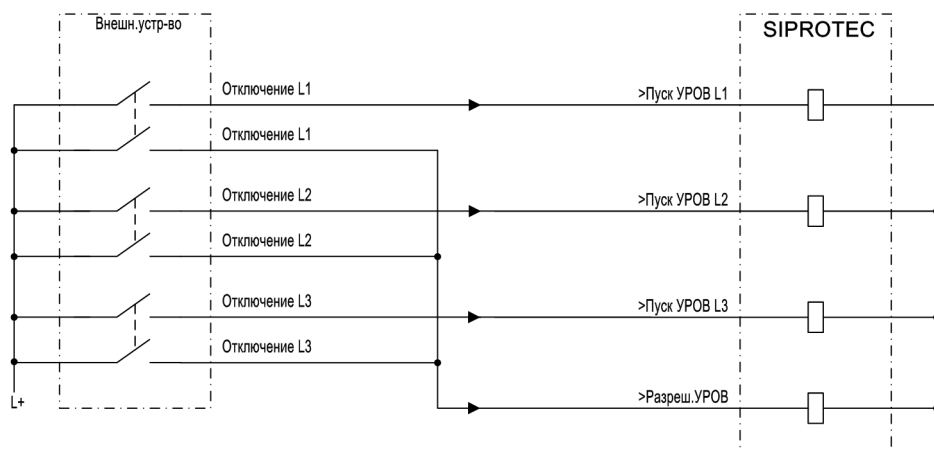 Внешн.устр-во
SIPROTEC
Отключение L1
>Пуск УРОВ L1
Отключение L1
Отключение L2
>Пуск УРОВ L2
Отключение L2
Отключение L3
>Пуск УРОВ L3
Отключение L3
>Разреш.УРОВ
L+